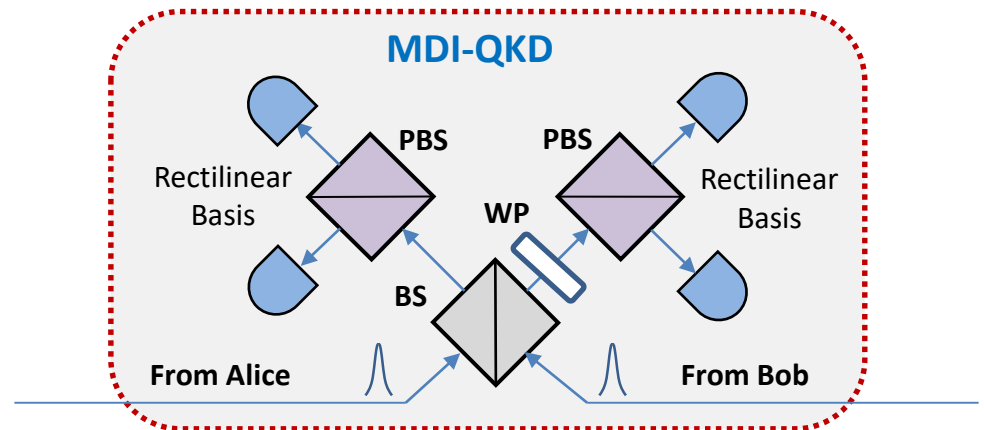 MDI-QKD
PBS
PBS
Rectilinear
Basis
Rectilinear
Basis
WP
BS
From Alice
From Bob